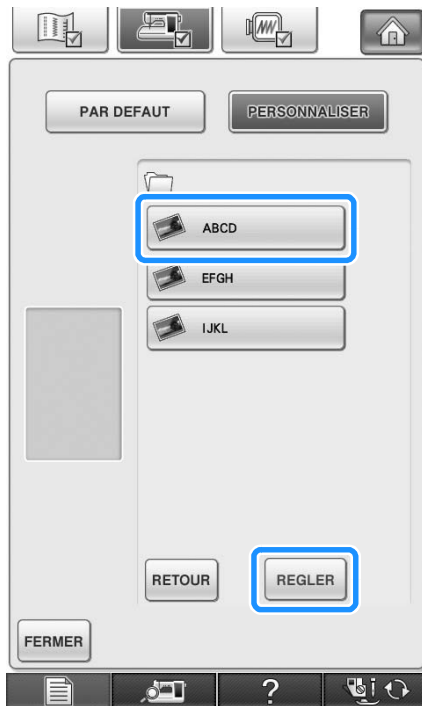 PAR DEFAUT PERSONNALISER
ABCD
EFGH
IJKL
RETOUR REGLER
FERMER
?